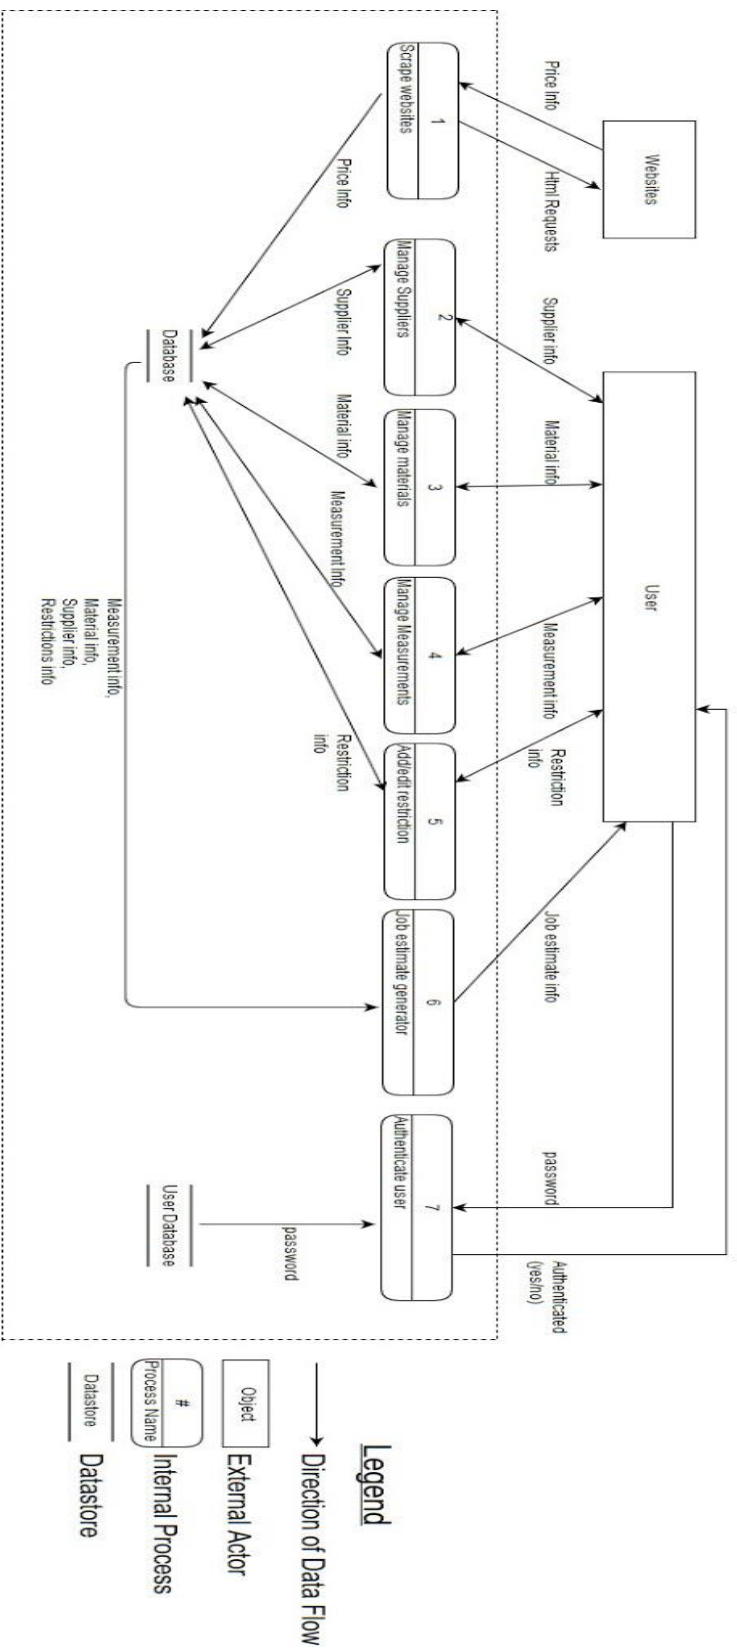 Websites
User
Price Info
Html Requests
Supplier info
Material info
Measurement info
Restriction
info
Job estimate info
password
Authenticated
(yes/no)
1
Scrape websites
2
Manage Suppliers
3
Manage materials
4
Manage Measurements
5
Add/edit restriction
6
Job estimate generator
7
Authenticate user
Price Info
Supplier Info
Material info
Measurement Info
Restriction
info
password
Database
User Database
Measurement info,
Material info,
Supplier info,
Restrictions info
Legend
Direction of Data Flow
Object
External Actor
#
Process Name
Internal Process
Datastore
Datastore